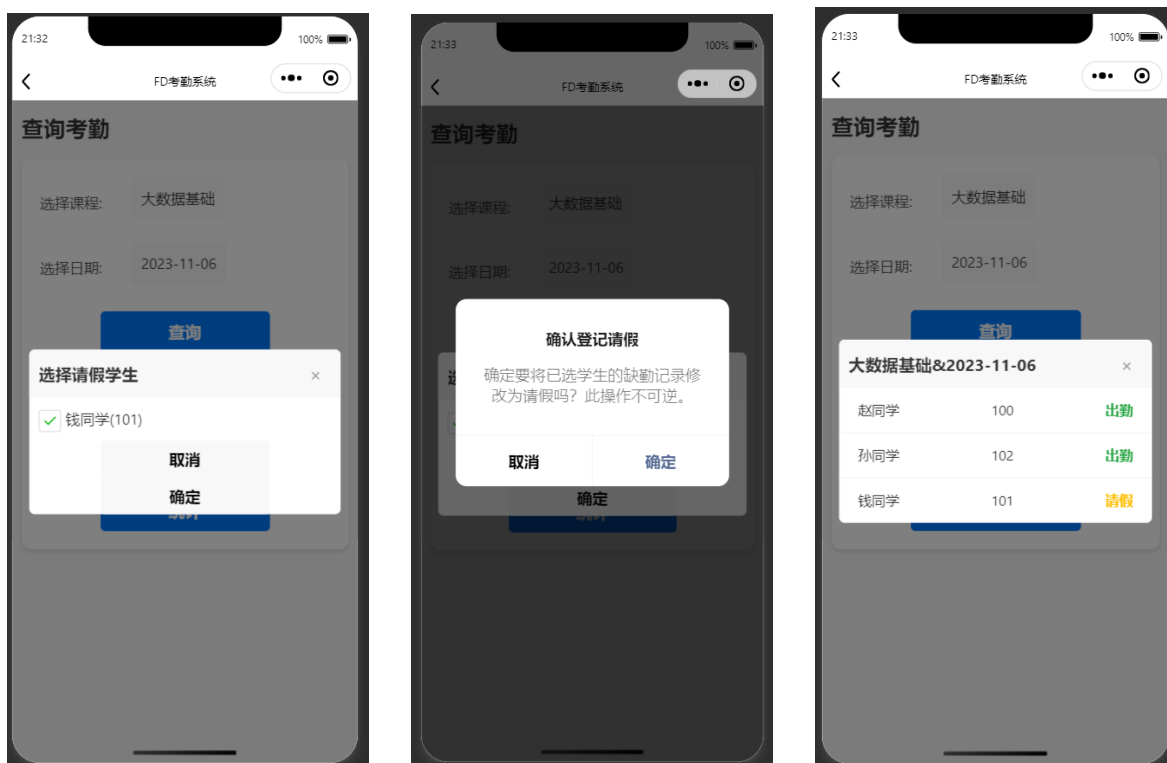 21:32
100%
FD考勤系统
查询考勤
选择课程:
大数据基础
选择日期:
2023-11-06
查询
选择请假学生
×
钱同学(101)
取消
确定
21:33
100%
FD考勤系统
查询考勤
选择课程:
大数据基础
选择日期:
2023-11-06
确认登记请假
确定要将已选学生的缺勤记录修
改为请假吗？此操作不可逆。
取消
确定
确定
21:33
100%
FD考勤系统
查询考勤
选择课程:
大数据基础
选择日期:
2023-11-06
查询
大数据基础&2023-11-06
×
赵同学 100 出勤
孙同学 102 出勤
钱同学 101 请假